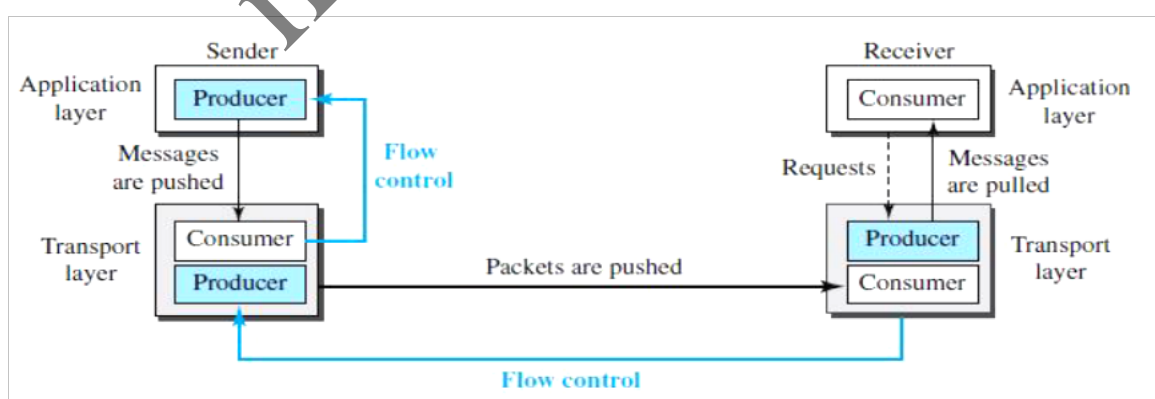 Sender
Receiver
Application
layer
Producer
Consumer
Application
layer
Messages
are pushed
Flow
control
Requests
Messages
are pulled
Transport
layer
Consumer
Producer
Packets are pushed
Producer
Consumer
Transport
layer
Flow control